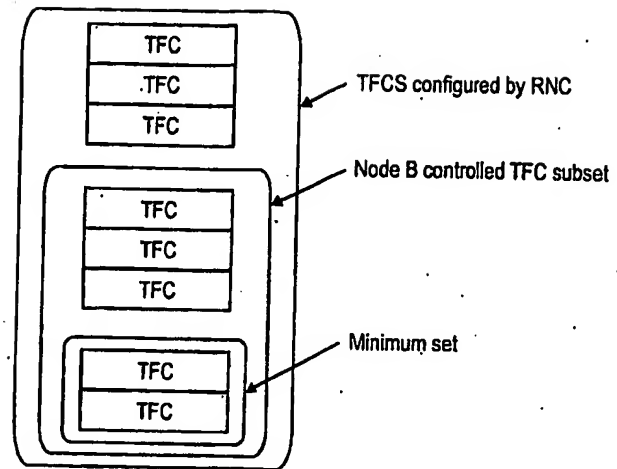 TFC
TFC
TFC
TFCS configured by RNC
Node B controlled TFC subset
TFC
TFC
TFC
Minimum set
TFC
TFC